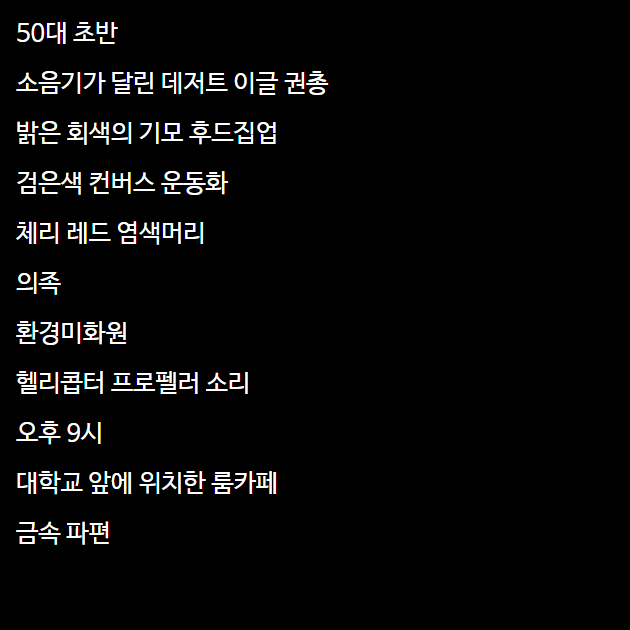 50대 초반
소음기가 달린 데저트 이글 권총
밝은 회색의 기모 후드집업
검은색 컨버스 운동화
체리 레드 염색머리
의족
환경미화원
헬리콥터 프로펠러 소리
오후 9시
대학교 앞에 위치한 룸카페
금속 파편